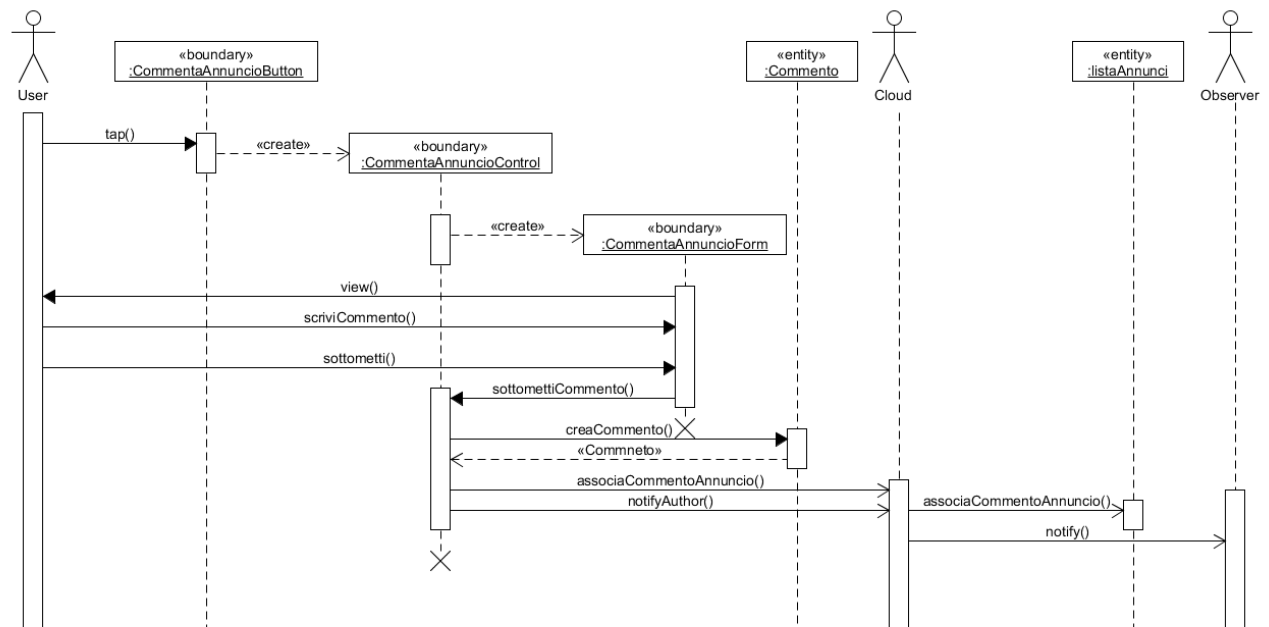 «boundary»
:CommentaAnnuncioButton
«entity»
:Commento
«entity»
:listaAnnunci
User
Cloud
Observer
tap()
«create»
«boundary»
:CommentaAnnuncioControl
«create»
«boundary»
:CommentaAnnuncioForm
view()
scriviCommento()
sottometti()
sottomettiCommento()
creaCommento()
«Commneto»
associaCommentoAnnuncio()
notifyAuthor()
associaCommentoAnnuncio()
notify()